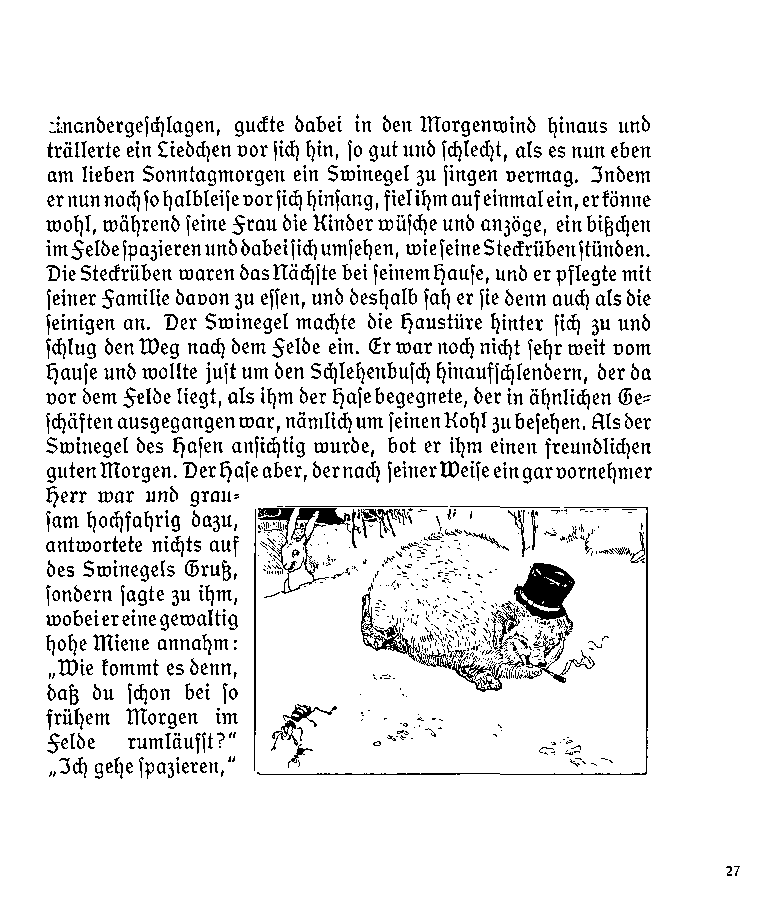 einandergeschlagen, guckte dabei in den Morgenwind hinaus und
trällerte ein Liedchen vor sich hin, so gut und schlecht, als es nun eben
am lieben Sonntagmorgen ein Swinegel zu singen vermag. Indem
er nun noch so halbleise vor sich hinsang, fiel ihm auf einmal ein, er könne
wohl, während seine Frau die Kinder wüsche und anzöge, ein bißchen
im Felde spazieren und dabei sich umsehen, wie seine Steckrüben stünden.
Die Steckrüben waren das Nächste bei seinem Hause, und er pflegte mit
seiner Familie davon zu essen, und deshalb sah er sie denn auch als die
seinigen an. Der Swinegel machte die Haustüre hinter sich zu und
schlug den Weg nach dem Felde ein. Er war noch nicht sehr weit vom
Hause und wollte just um den Schlehenbusch hinaufschlendern, der da
vor dem Felde liegt, als ihm der Hase begegnete, der in ähnlichen Ge-
schäften ausgegangen war, nämlich um seinen Kohl zu besehen. Als der
Swinegel des Hasen ansichtig wurde, bot er ihm einen freundlichen
guten Morgen. Der Hase aber, der nach seiner Weise ein gar vornehmer
Herr war und grau-
sam hochfahrig dazu,
antwortete nichts auf
des Swinegels Gruß,
sondern sagte zu ihm,
wobei er eine gewaltig
hohe Miene annahm:
„Wie kommt es denn,
daß du schon bei so
frühem Morgen im
Felde rumläufst?“
„Ich gehe spazieren,“
27